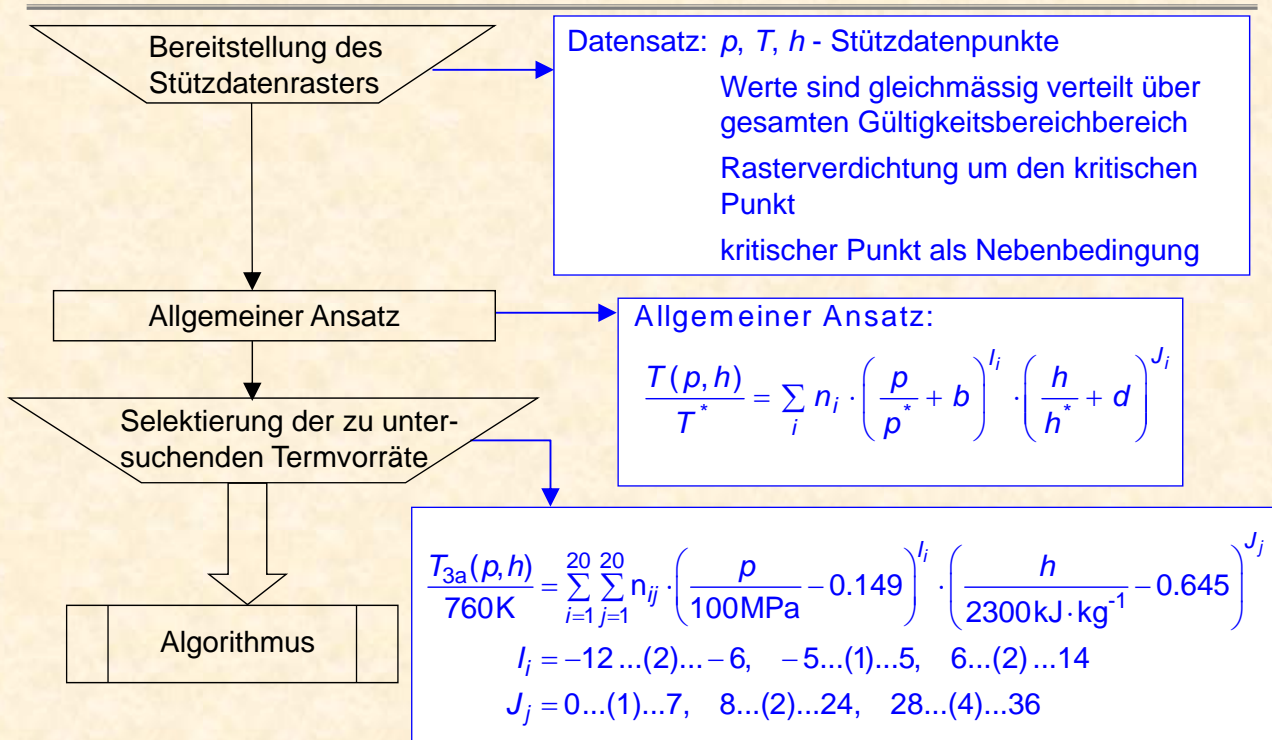 Bereitstellung des
Stützdatenrasters
Datensatz: p, T, h - Stützdatenpunkte
Werte sind gleichmässig verteilt über
gesamten Gültigkeitsbereichbereich
Rasterverdichtung um den kritischen
Punkt
kritischer Punkt als Nebenbedingung
Allgemeiner Ansatz
Allgemeiner Ansatz:
T(p,h)/T* = ∑_i n_i · (p/p* + b)^(I_i) · (h/h* + d)^(J_i)
Selektierung der zu unter-
suchenden Termvorräte
T_3a(p,h)/760K = ∑_(i=1)^20 ∑_(j=1)^20 n_ij · (p/100MPa − 0.149)^(I_i) · (h/2300kJ·kg^-1 − 0.645)^(J_j)
I_i = −12...(2)...−6, −5...(1)...5, 6...(2)...14
J_j = 0...(1)...7, 8...(2)...24, 28...(4)...36
Algorithmus